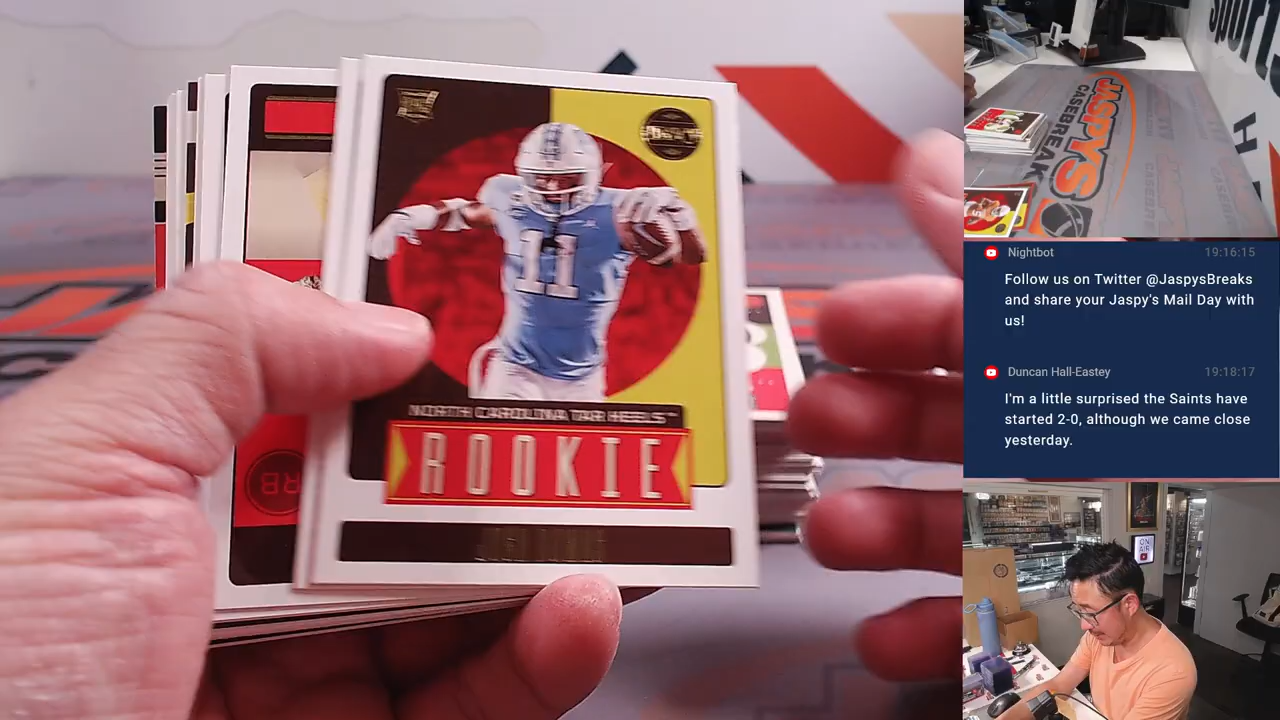 11
NORTH CAROLINA TAR HEELS™
ROOKIE
RB
JASPYS
CASEBREAK
ON
AIR
Nightbot 19:16:15
Follow us on Twitter @JaspysBreaks
and share your Jaspy's Mail Day with
us!
Duncan Hall-Eastey 19:18:17
I'm a little surprised the Saints have
started 2-0, although we came close
yesterday.